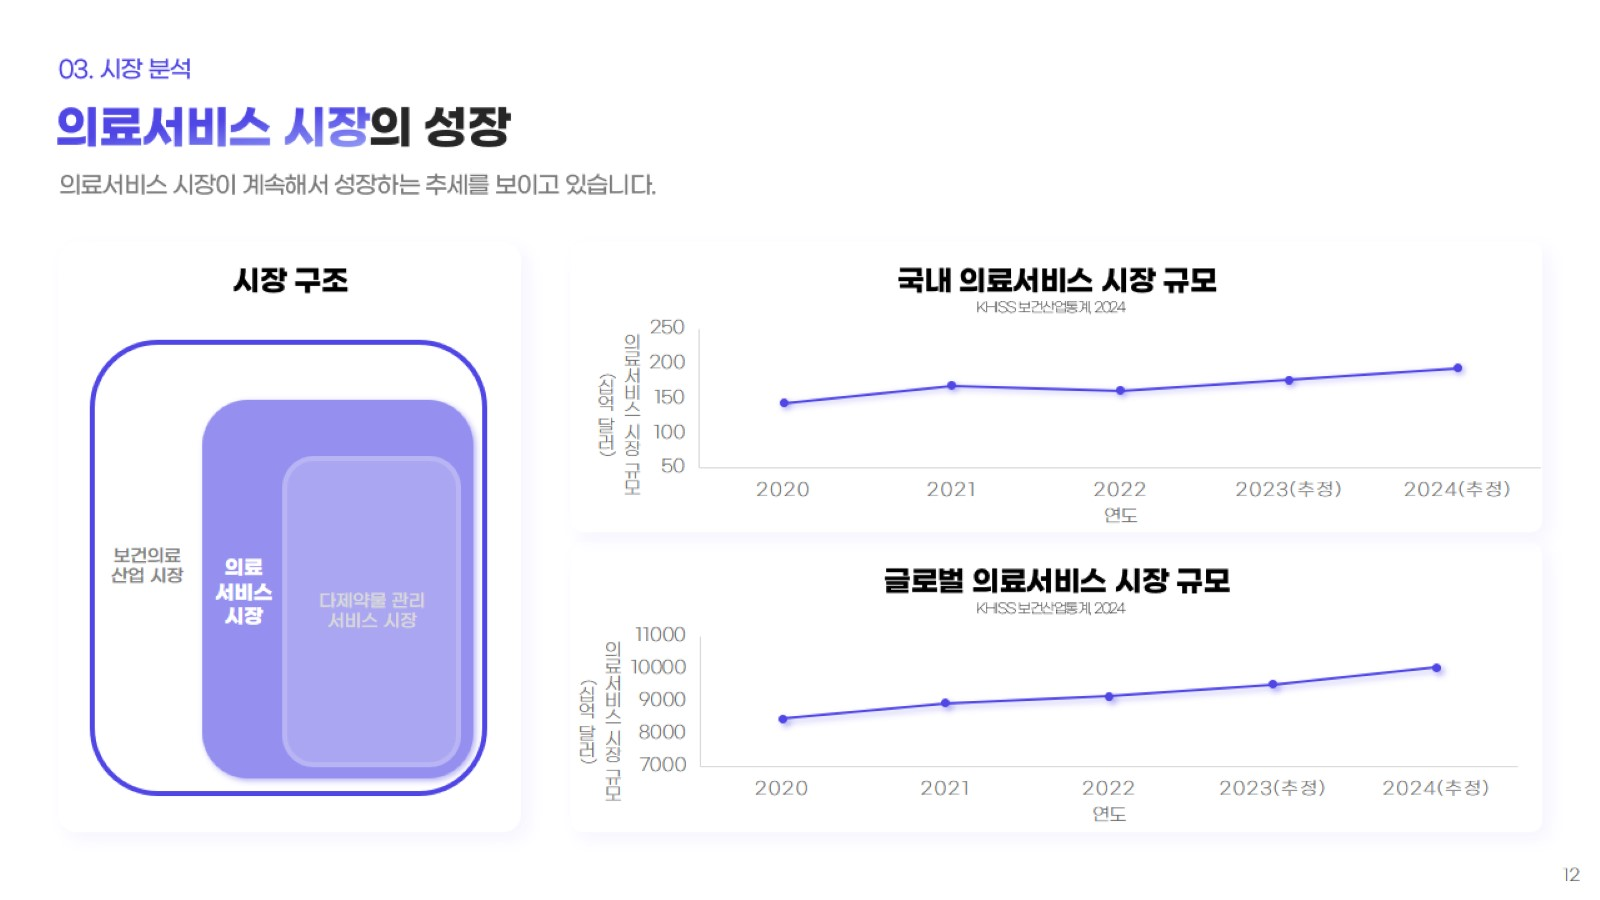 03. 시장 분석
의료서비스 시장의 성장
의료서비스 시장이 계속해서 성장하는 추세를 보이고 있습니다.
시장 구조
보건의료
산업 시장
의료
서비스
시장
다제약물 관리
서비스 시장
국내 의료서비스 시장 규모
KHISS 보건산업통계, 2024
의료서비스 시장 규모
(십억 달러)
250
200
150
100
50
2020
2021
2022
2023(추정)
2024(추정)
연도
글로벌 의료서비스 시장 규모
KHISS 보건산업통계, 2024
의료서비스 시장 규모
(십억 달러)
11000
10000
9000
8000
7000
2020
2021
2022
2023(추정)
2024(추정)
연도
12